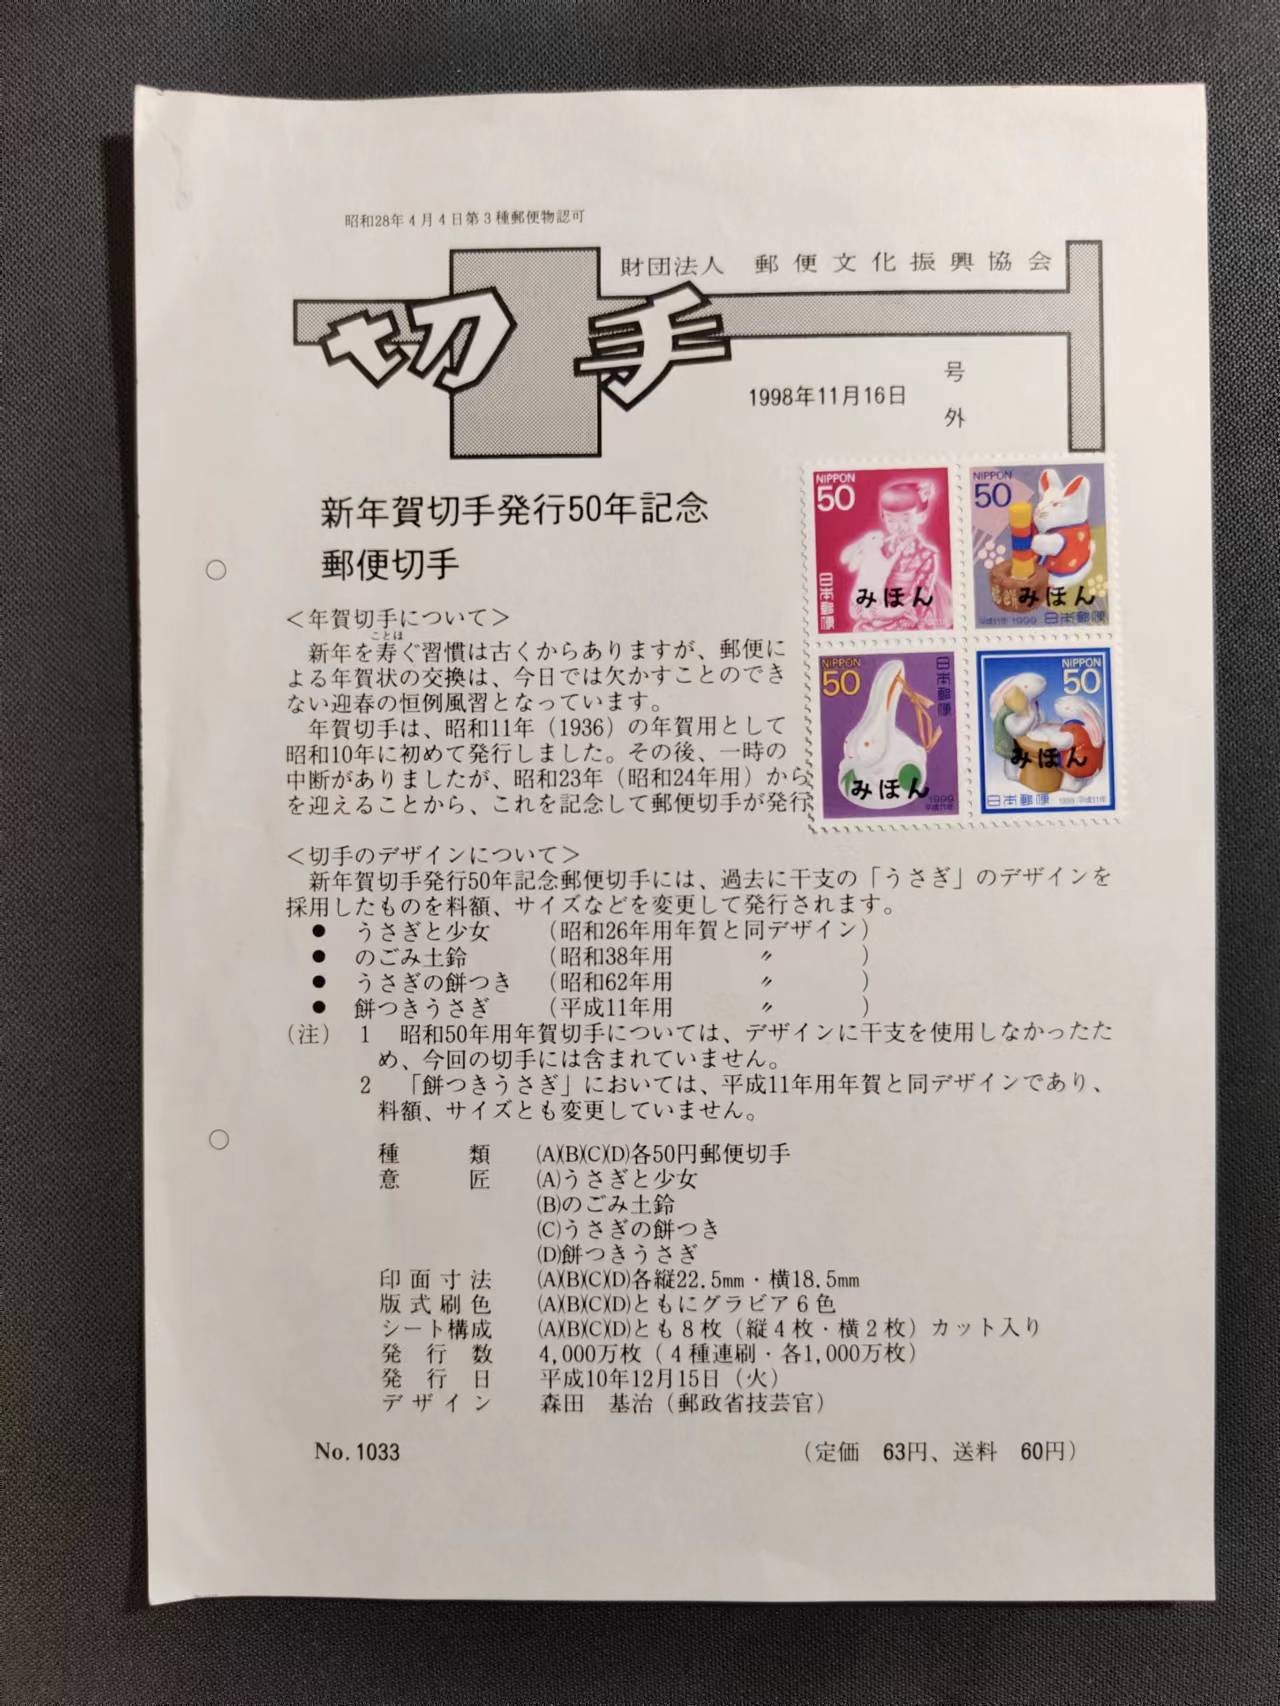 昭和28年4月4日第3種郵便物認可
財団法人 郵便文化振興協会
切手
1998年11月16日
号
外
新年賀切手発行50年記念
郵便切手
NIPPON
50
日本郵便
みほん
NIPPON
50
みほん
平成11年 1999 日本郵便
NIPPON
50
日本郵便
みほん
1999
平成11年
NIPPON
50
みほん
日本郵便 1999 平成11年
<年賀切手について>
ことほ
新年を寿ぐ習慣は古くからありますが、郵便に
よる年賀状の交換は、今日では欠かすことのでき
ない迎春の恒例風習となっています。
年賀切手は、昭和11年（1936）の年賀用として
昭和10年に初めて発行しました。その後、一時の
中断がありましたが、昭和23年（昭和24年用）から
を迎えることから、これを記念して郵便切手が発行
<切手のデザインについて>
新年賀切手発行50年記念郵便切手には、過去に干支の「うさぎ」のデザインを
採用したものを料額、サイズなどを変更して発行されます。
● うさぎと少女 （昭和26年用年賀と同デザイン）
● のごみ土鈴 （昭和38年用 〃 ）
● うさぎの餅つき （昭和62年用 〃 ）
● 餅つきうさぎ （平成11年用 〃 ）
（注） 1 昭和50年用年賀切手については、デザインに干支を使用しなかったた
め、今回の切手には含まれていません。
2 「餅つきうさぎ」においては、平成11年用年賀と同デザインであり、
料額、サイズとも変更していません。
種類 (A)(B)(C)(D)各50円郵便切手
意匠 (A)うさぎと少女
(B)のごみ土鈴
(C)うさぎの餅つき
(D)餅つきうさぎ
印面寸法 (A)(B)(C)(D)各縦22.5mm・横18.5mm
版式刷色 (A)(B)(C)(D)ともにグラビア6色
シート構成 (A)(B)(C)(D)とも8枚（縦4枚・横2枚）カット入り
発行数 4,000万枚（4種連刷・各1,000万枚）
発行日 平成10年12月15日（火）
デザイン 森田 基治（郵政省技芸官）
No.1033 （定価 63円、送料 60円）